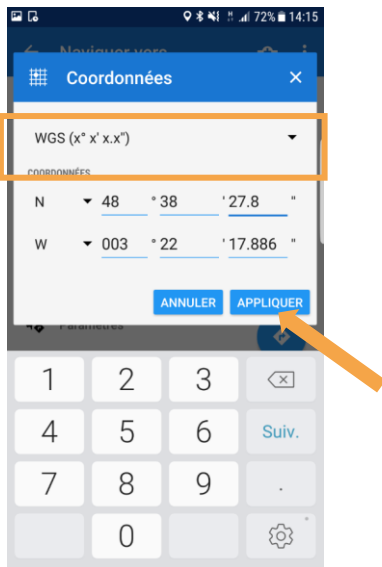 72% 14:15
Naviguer vers
Coordonnées ×
WGS (x° x' x.x")
COORDONNÉES
N 48 ° 38 ' 27.8 "
W 003 ° 22 ' 17.886 "
ANNULER APPLIQUER
Paramètres
1 2 3
4 5 6 Suiv.
7 8 9 .
0